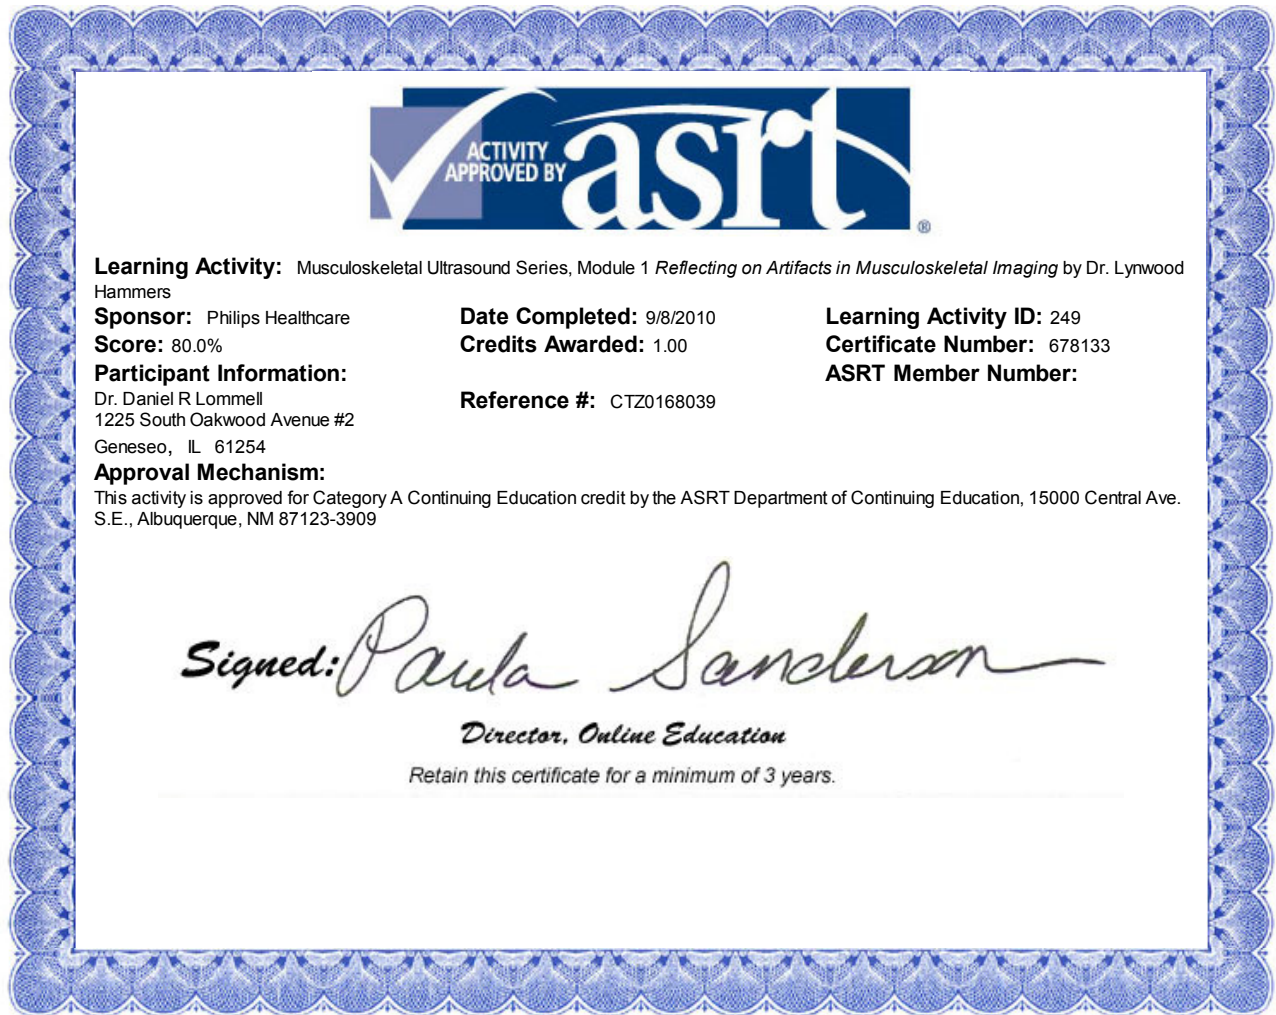 ACTIVITY
APPROVED BY
asrt
®
Learning Activity: Musculoskeletal Ultrasound Series, Module 1 Reflecting on Artifacts in Musculoskeletal Imaging by Dr. Lynwood
Hammers
Sponsor: Philips Healthcare Date Completed: 9/8/2010 Learning Activity ID: 249
Score: 80.0% Credits Awarded: 1.00 Certificate Number: 678133
Participant Information: ASRT Member Number:
Dr. Daniel R Lommell
Reference #: CTZ0168039
1225 South Oakwood Avenue #2
Geneseo, IL 61254
Approval Mechanism:
This activity is approved for Category A Continuing Education credit by the ASRT Department of Continuing Education, 15000 Central Ave.
S.E., Albuquerque, NM 87123-3909
Signed: Paula Sanderson
Director, Online Education
Retain this certificate for a minimum of 3 years.